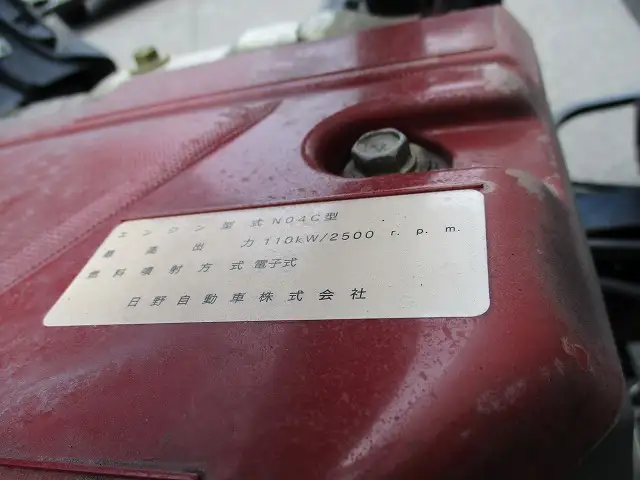 エンジン型式 N04C型
最高出力 110kW/2500 r.p.m.
燃料噴射方式 電子式
日野自動車株式会社